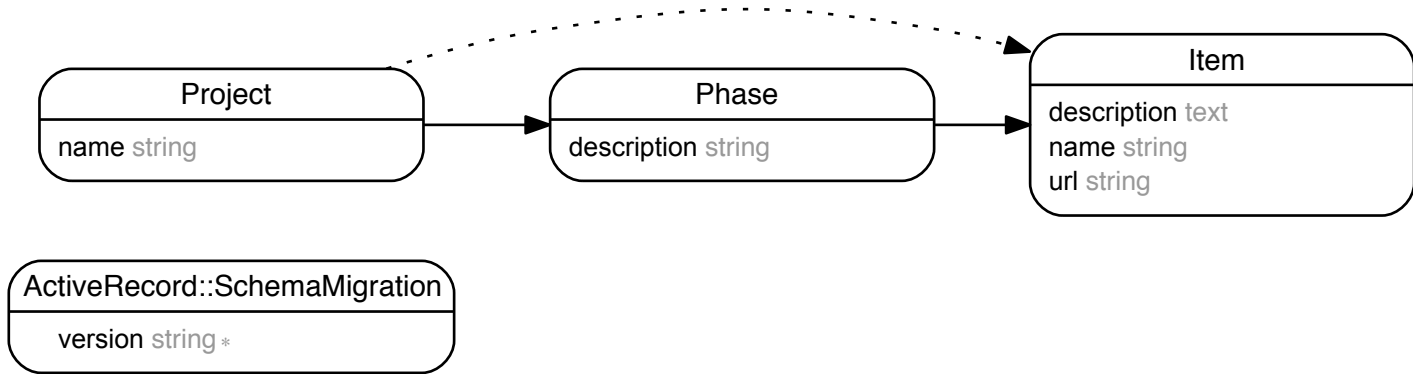 Project
name string
Phase
description string
Item
description text
name string
url string
ActiveRecord::SchemaMigration
version string *